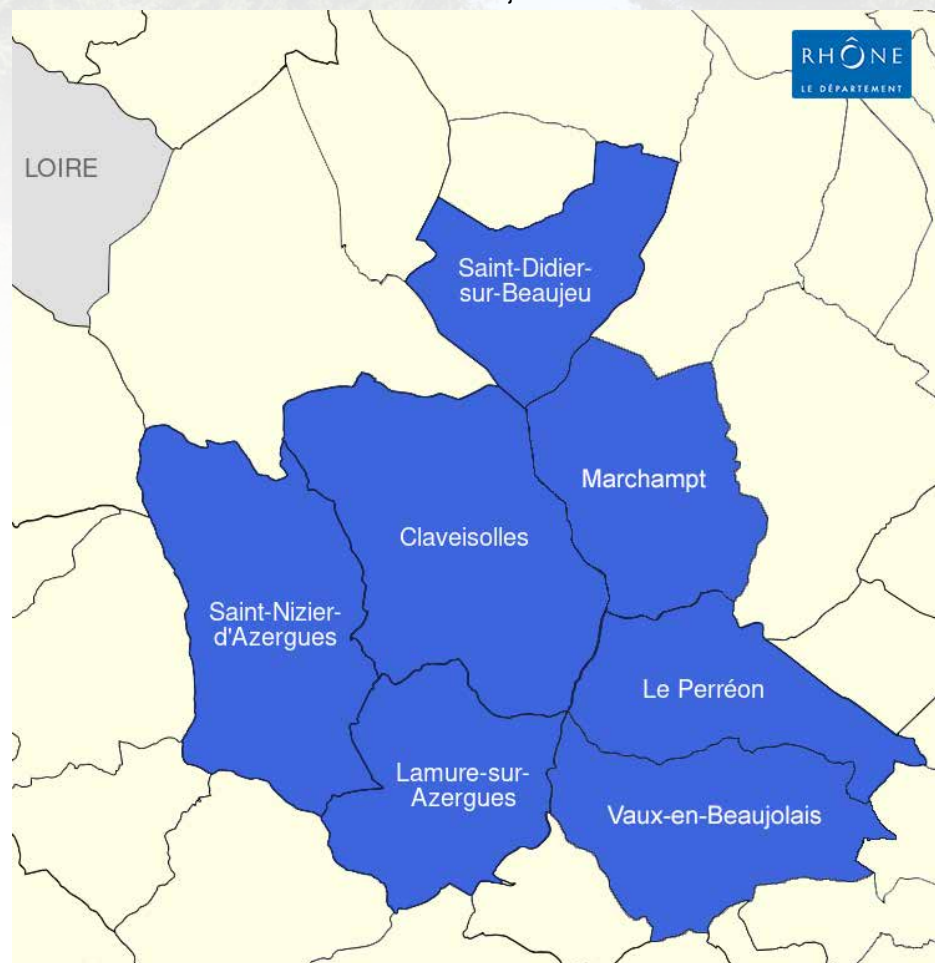 RHÔNE
LE DÉPARTEMENT
LOIRE
Saint-Didier-
sur-Beaujeu
Marchampt
Claveisolles
Saint-Nizier-
d'Azergues
Le Perréon
Lamure-sur-
Azergues
Vaux-en-Beaujolais